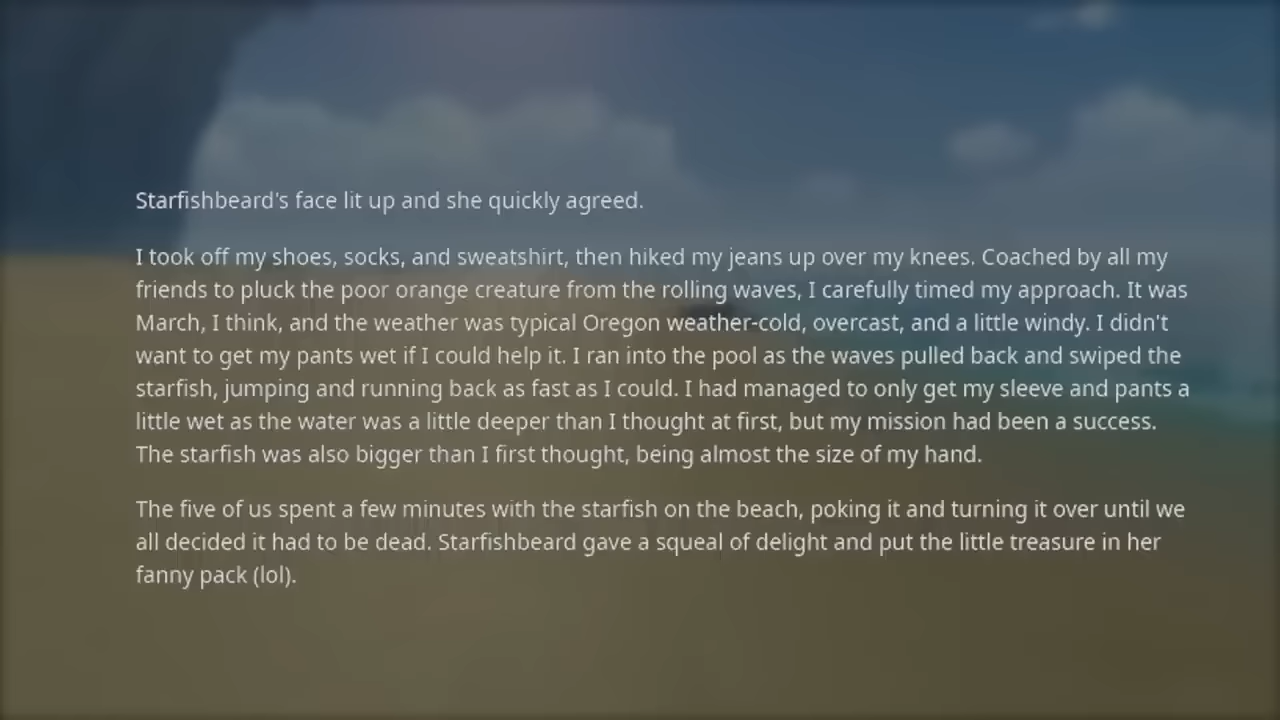 Starfishbeard's face lit up and she quickly agreed.
I took off my shoes, socks, and sweatshirt, then hiked my jeans up over my knees. Coached by all my
friends to pluck the poor orange creature from the rolling waves, I carefully timed my approach. It was
March, I think, and the weather was typical Oregon weather-cold, overcast, and a little windy. I didn't
want to get my pants wet if I could help it. I ran into the pool as the waves pulled back and swiped the
starfish, jumping and running back as fast as I could. I had managed to only get my sleeve and pants a
little wet as the water was a little deeper than I thought at first, but my mission had been a success.
The starfish was also bigger than I first thought, being almost the size of my hand.
The five of us spent a few minutes with the starfish on the beach, poking it and turning it over until we
all decided it had to be dead. Starfishbeard gave a squeal of delight and put the little treasure in her
fanny pack (lol).